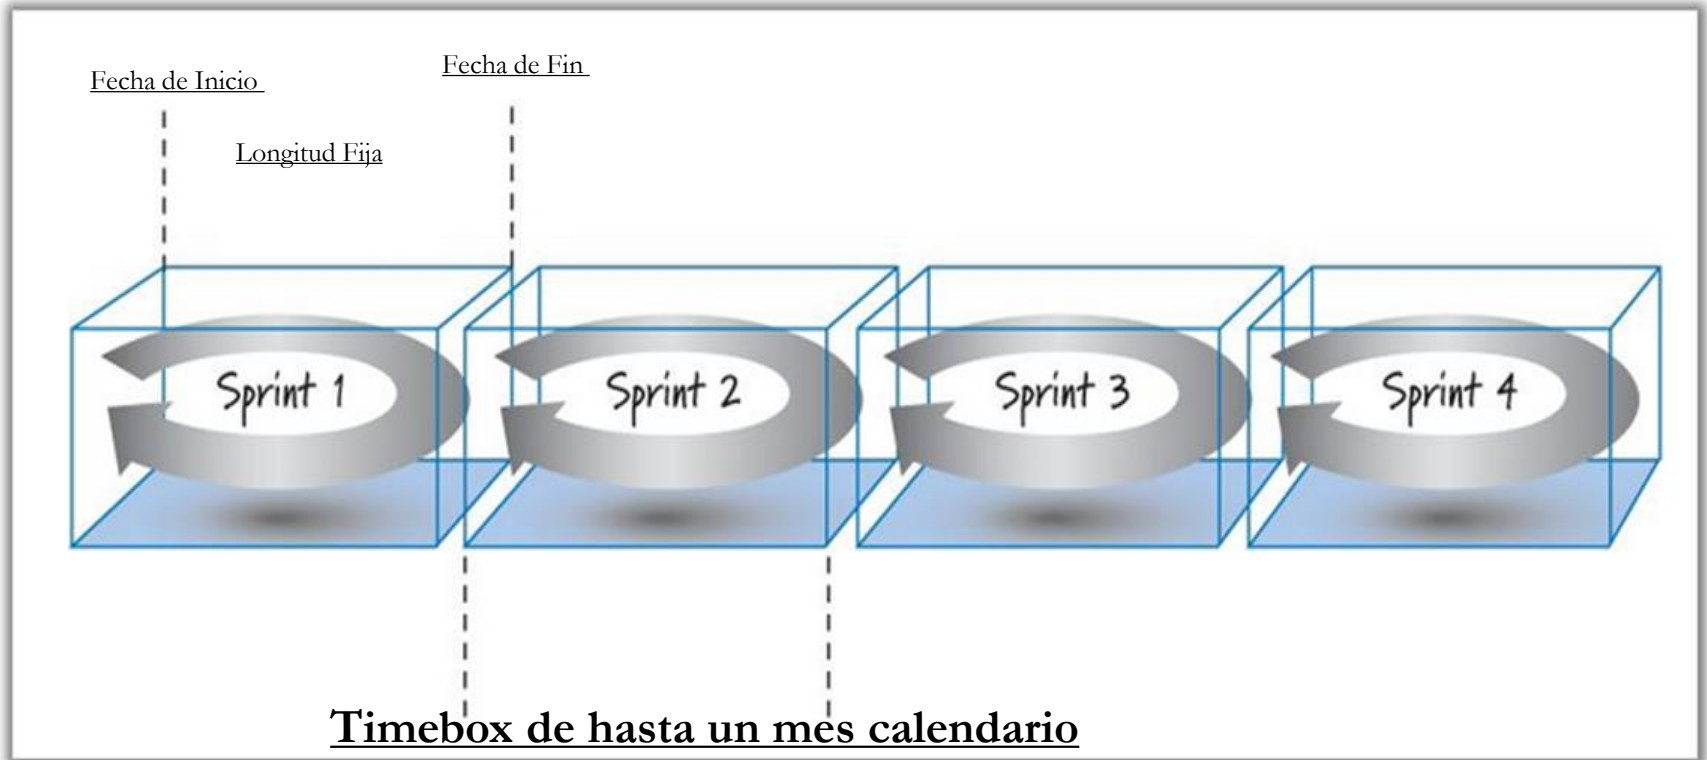 Fecha de Inicio
Fecha de Fin
Longitud Fija
Sprint 1
Sprint 2
Sprint 3
Sprint 4
Timebox de hasta un mes calendario